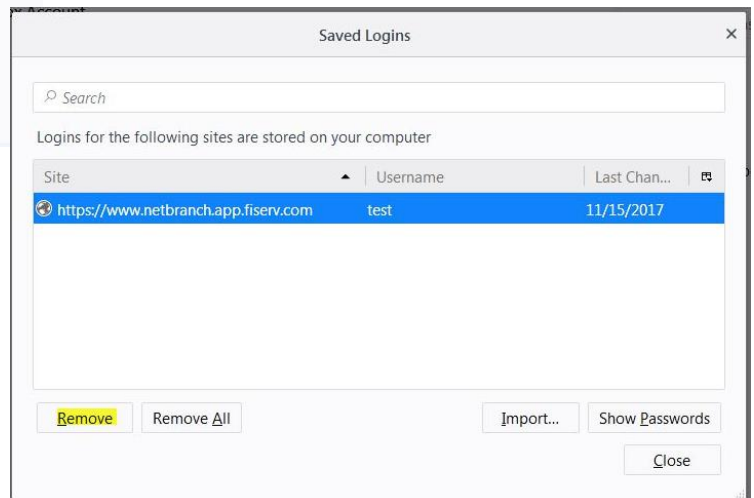 Saved Logins
Search
Logins for the following sites are stored on your computer
Site Username Last Chan...
https://www.netbranch.app.fiserv.com test 11/15/2017
Remove Remove All Import... Show Passwords
Close